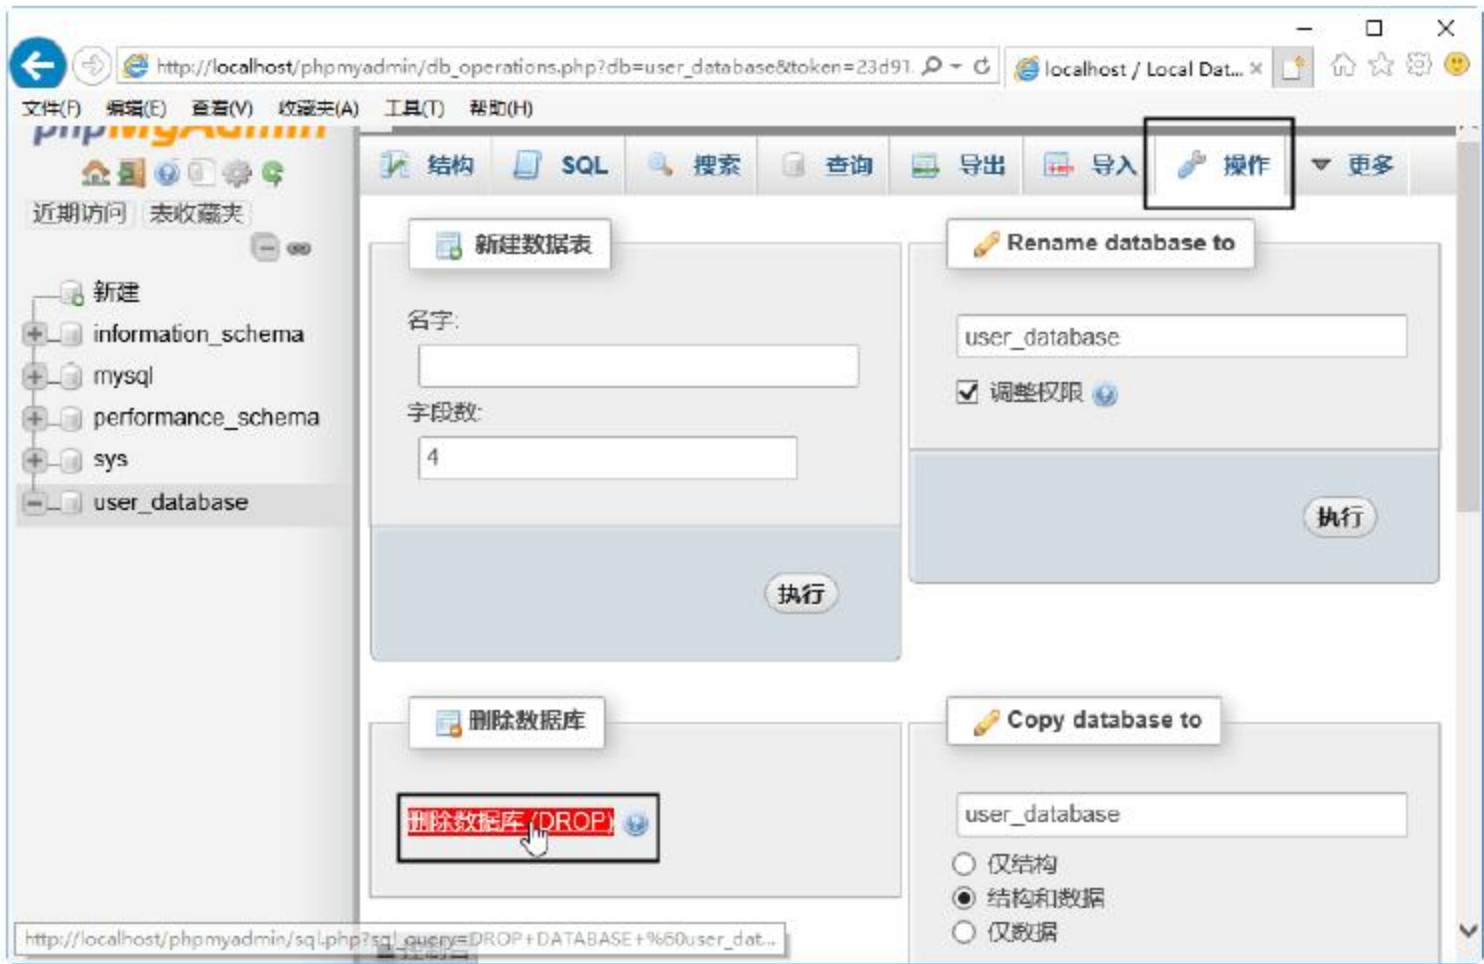 http://localhost/phpmyadmin/db_operations.php?db=user_database&token=23d91.
localhost / Local Dat...
文件(F) 编辑(E) 查看(V) 收藏夹(A) 工具(T) 帮助(H)
phpMyAdmin
结构 SQL 搜索 查询 导出 导入 操作 更多
近期访问 表收藏夹
新建
information_schema
mysql
performance_schema
sys
user_database
新建数据表
名字:
字段数:
4
执行
Rename database to
user_database
调整权限
执行
删除数据库
删除数据库 (DROP)
Copy database to
user_database
仅结构
结构和数据
仅数据
http://localhost/phpmyadmin/sql.php?sql_query=DROP+DATABASE+%60user_dat...